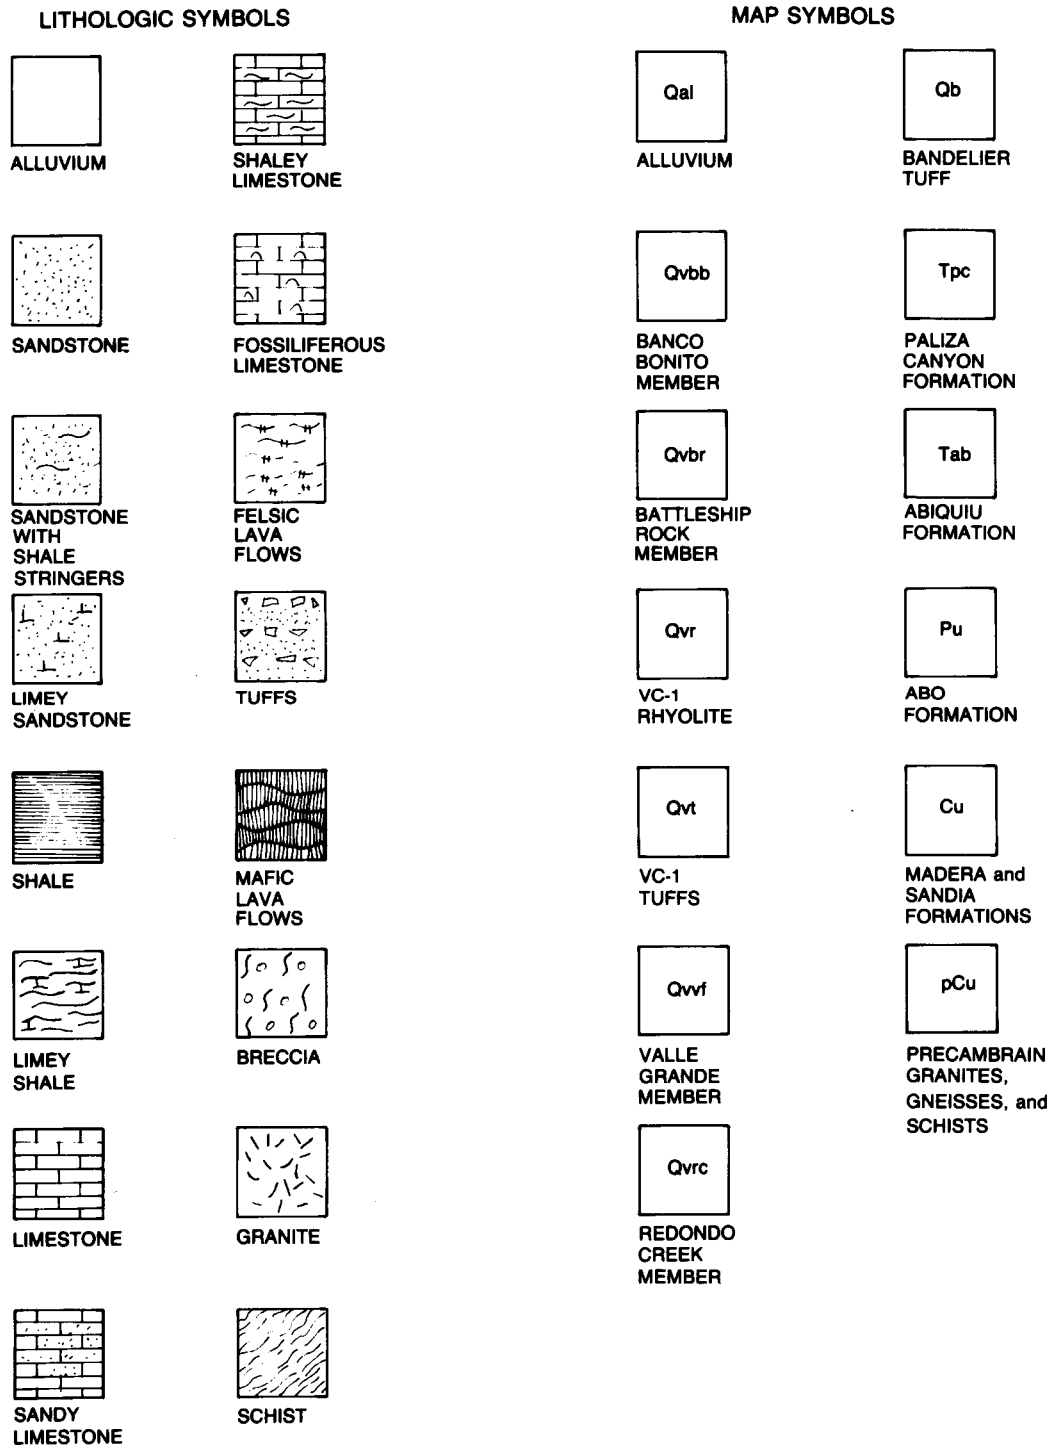 LITHOLOGIC SYMBOLS
ALLUVIUM
SHALEY
LIMESTONE
SANDSTONE
FOSSILIFEROUS
LIMESTONE
SANDSTONE
WITH
SHALE
STRINGERS
FELSIC
LAVA
FLOWS
LIMEY
SANDSTONE
TUFFS
SHALE
MAFIC
LAVA
FLOWS
LIMEY
SHALE
BRECCIA
LIMESTONE
GRANITE
SANDY
LIMESTONE
SCHIST
MAP SYMBOLS
Qal
ALLUVIUM
Qb
BANDELIER
TUFF
Qvbb
BANCO
BONITO
MEMBER
Tpc
PALIZA
CANYON
FORMATION
Qvbr
BATTLESHIP
ROCK
MEMBER
Tab
ABIQUIU
FORMATION
Qvr
VC-1
RHYOLITE
Pu
ABO
FORMATION
Qvt
VC-1
TUFFS
Cu
MADERA and
SANDIA
FORMATIONS
Qvvf
VALLE
GRANDE
MEMBER
pCu
PRECAMBRAIN
GRANITES,
GNEISSES, and
SCHISTS
Qvrc
REDONDO
CREEK
MEMBER